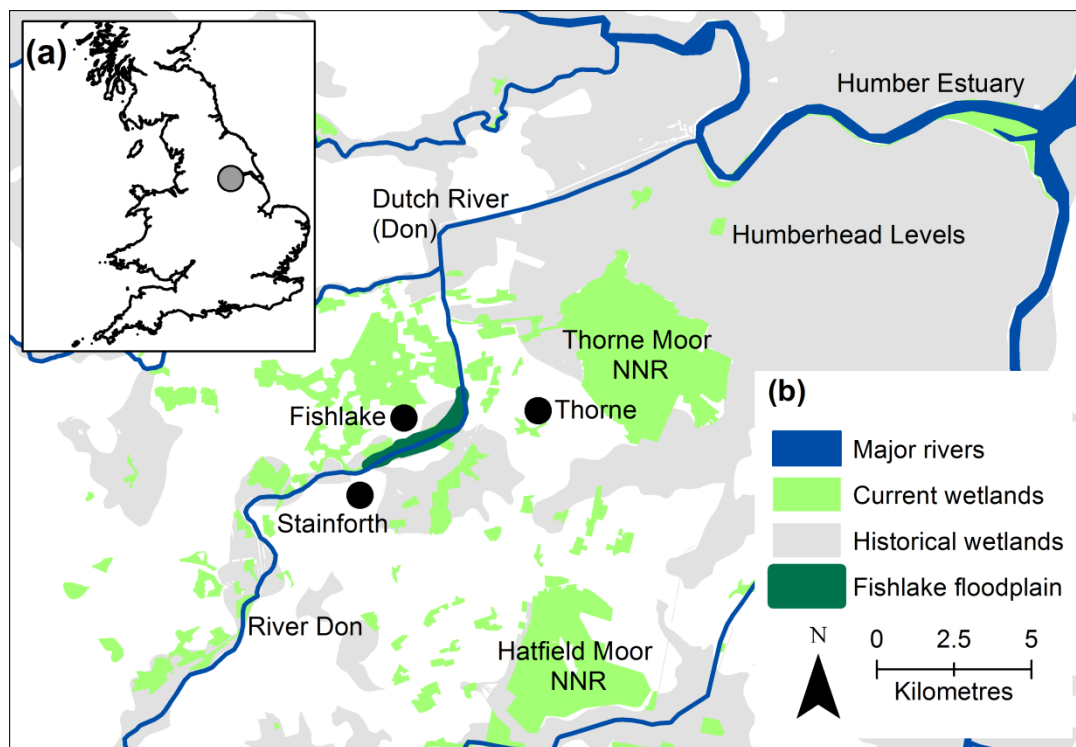 (a)
Humber Estuary
Dutch River
(Don)
Humberhead Levels
Thorne Moor
NNR
Fishlake
Thorne
Stainforth
River Don
Hatfield Moor
NNR
(b)
Major rivers
Current wetlands
Historical wetlands
Fishlake floodplain
N
0 2.5 5
Kilometres